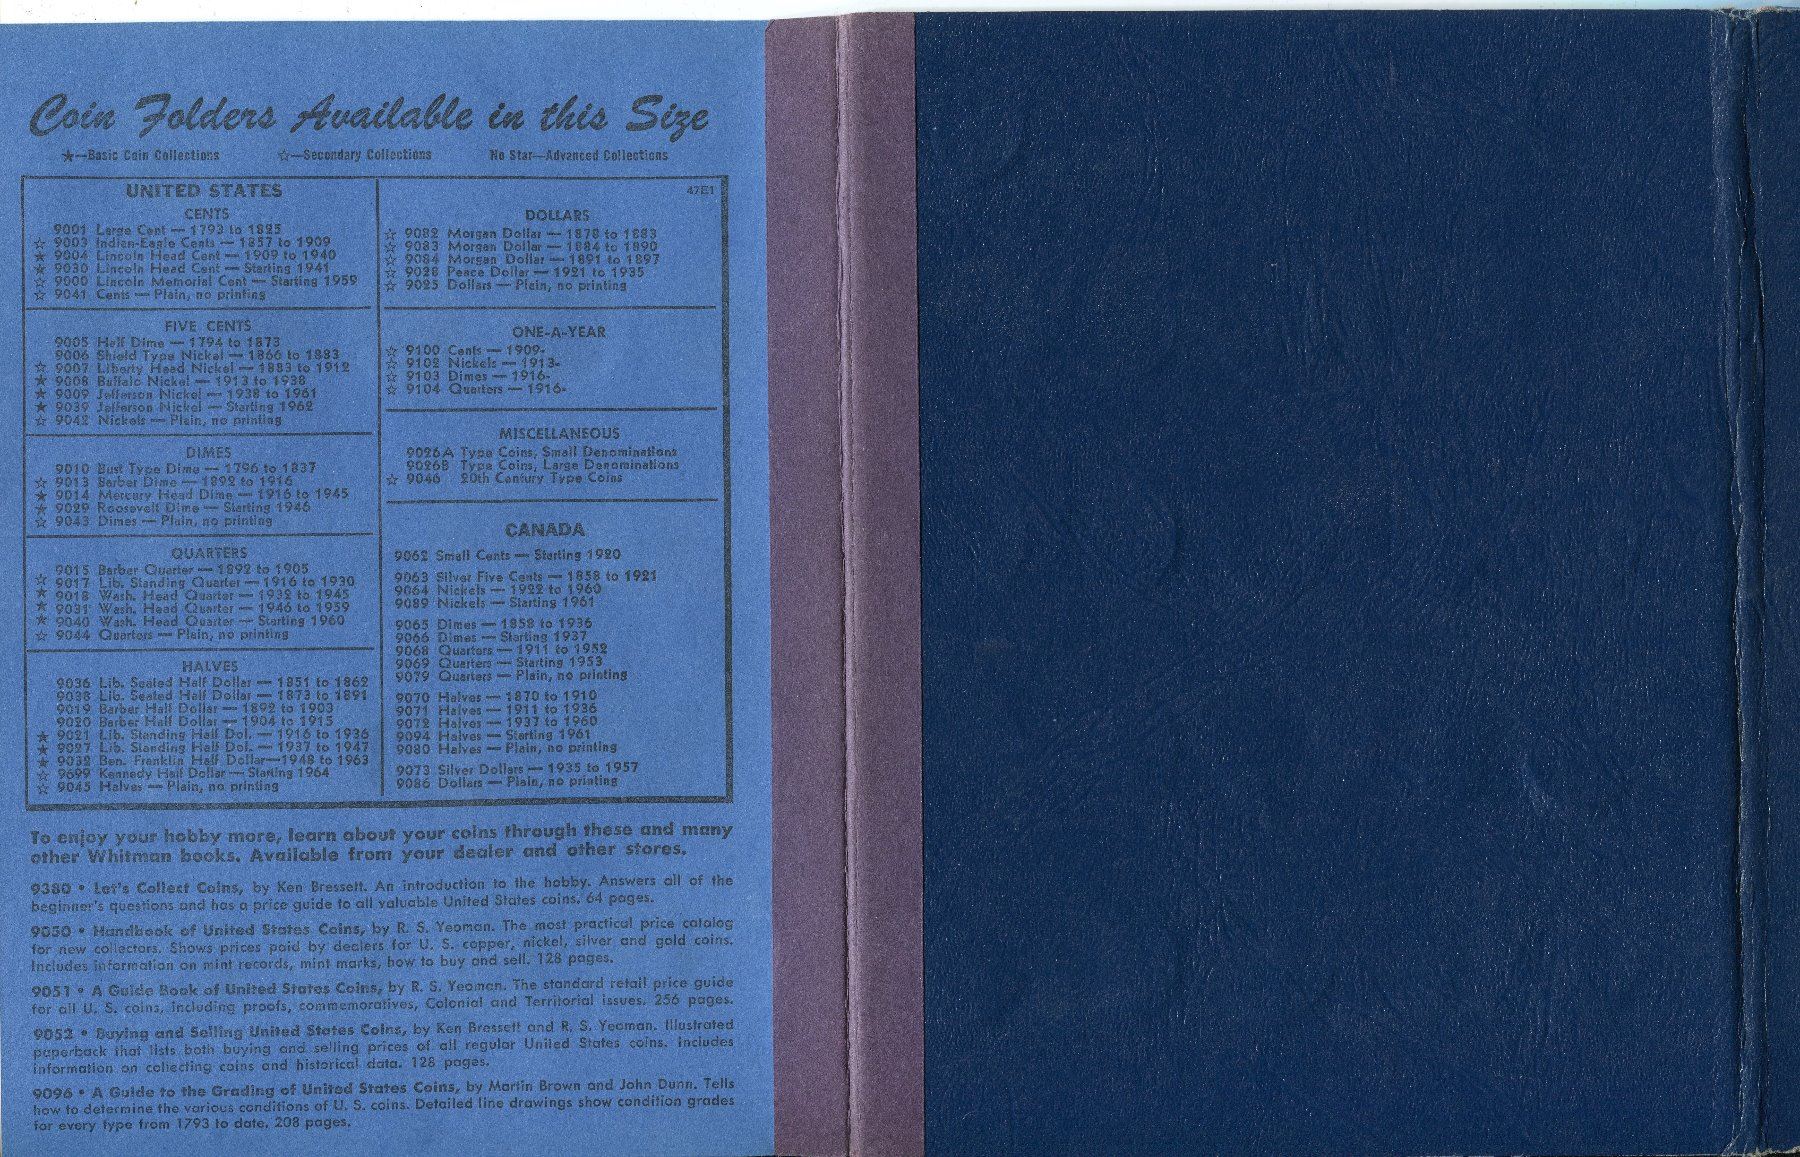 Coin Folders Available in this Size
★—Basic Coin Collections ☆—Secondary Collections No Star—Advanced Collections
UNITED STATES
CENTS
9001 Large Cent — 1793 to 1825
☆ 9003 Indian-Eagle Cents — 1857 to 1909
★ 9004 Lincoln Head Cent — 1909 to 1940
★ 9030 Lincoln Head Cent — Starting 1941
★ 9000 Lincoln Memorial Cent — Starting 1959
☆ 9041 Cents — Plain, no printing
FIVE CENTS
9005 Half Dime — 1794 to 1873
9006 Shield Type Nickel — 1866 to 1883
☆ 9007 Liberty Head Nickel — 1883 to 1912
★ 9008 Buffalo Nickel — 1913 to 1938
★ 9009 Jefferson Nickel — 1938 to 1961
★ 9039 Jefferson Nickel — Starting 1962
☆ 9042 Nickels — Plain, no printing
DIMES
9010 Bust Type Dime — 1796 to 1837
☆ 9013 Barber Dime — 1892 to 1916
★ 9014 Mercury Head Dime — 1916 to 1945
★ 9029 Roosevelt Dime — Starting 1946
☆ 9043 Dimes — Plain, no printing
QUARTERS
9015 Barber Quarter — 1892 to 1905
☆ 9017 Lib. Standing Quarter — 1916 to 1930
★ 9018 Wash. Head Quarter — 1932 to 1945
★ 9031 Wash. Head Quarter — 1946 to 1959
★ 9040 Wash. Head Quarter — Starting 1960
☆ 9044 Quarters — Plain, no printing
HALVES
9036 Lib. Seated Half Dollar — 1851 to 1862
9038 Lib. Seated Half Dollar — 1873 to 1891
9019 Barber Half Dollar — 1892 to 1903
9020 Barber Half Dollar — 1904 to 1915
★ 9021 Lib. Standing Half Dol. — 1916 to 1936
★ 9027 Lib. Standing Half Dol. — 1937 to 1947
★ 9032 Ben. Franklin Half Dollar—1948 to 1963
☆ 9699 Kennedy Half Dollar — Starting 1964
☆ 9045 Halves — Plain, no printing
47E1
DOLLARS
☆ 9082 Morgan Dollar — 1878 to 1883
☆ 9083 Morgan Dollar — 1884 to 1890
☆ 9084 Morgan Dollar — 1891 to 1897
☆ 9028 Peace Dollar — 1921 to 1935
☆ 9025 Dollars — Plain, no printing
ONE-A-YEAR
☆ 9100 Cents — 1909-
☆ 9102 Nickels — 1913-
☆ 9103 Dimes — 1916-
☆ 9104 Quarters — 1916-
MISCELLANEOUS
9026A Type Coins, Small Denominations
9026B Type Coins, Large Denominations
☆ 9046 20th Century Type Coins
CANADA
9062 Small Cents — Starting 1920
9063 Silver Five Cents — 1858 to 1921
9064 Nickels — 1922 to 1960
9089 Nickels — Starting 1961
9065 Dimes — 1858 to 1936
9066 Dimes — Starting 1937
9068 Quarters — 1911 to 1952
9069 Quarters — Starting 1953
9079 Quarters — Plain, no printing
9070 Halves — 1870 to 1910
9071 Halves — 1911 to 1936
9072 Halves — 1937 to 1960
9094 Halves — Starting 1961
9080 Halves — Plain, no printing
9073 Silver Dollars — 1935 to 1957
9086 Dollars — Plain, no printing
To enjoy your hobby more, learn about your coins through these and many
other Whitman books. Available from your dealer and other stores.
9380 • Let's Collect Coins, by Ken Bressett. An introduction to the hobby. Answers all of the
beginner's questions and has a price guide to all valuable United States coins. 64 pages.
9050 • Handbook of United States Coins, by R. S. Yeoman. The most practical price catalog
for new collectors. Shows prices paid by dealers for U. S. copper, nickel, silver and gold coins.
Includes information on mint records, mint marks, how to buy and sell. 128 pages.
9051 • A Guide Book of United States Coins, by R. S. Yeoman. The standard retail price guide
for all U. S. coins, including proofs, commemoratives, Colonial and Territorial issues. 256 pages.
9052 • Buying and Selling United States Coins, by Ken Bressett and R. S. Yeoman. Illustrated
paperback that lists both buying and selling prices of all regular United States coins. Includes
information on collecting coins and historical data. 128 pages.
9096 • A Guide to the Grading of United States Coins, by Martin Brown and John Dunn. Tells
how to determine the various conditions of U. S. coins. Detailed line drawings show condition grades
for every type from 1793 to date. 208 pages.